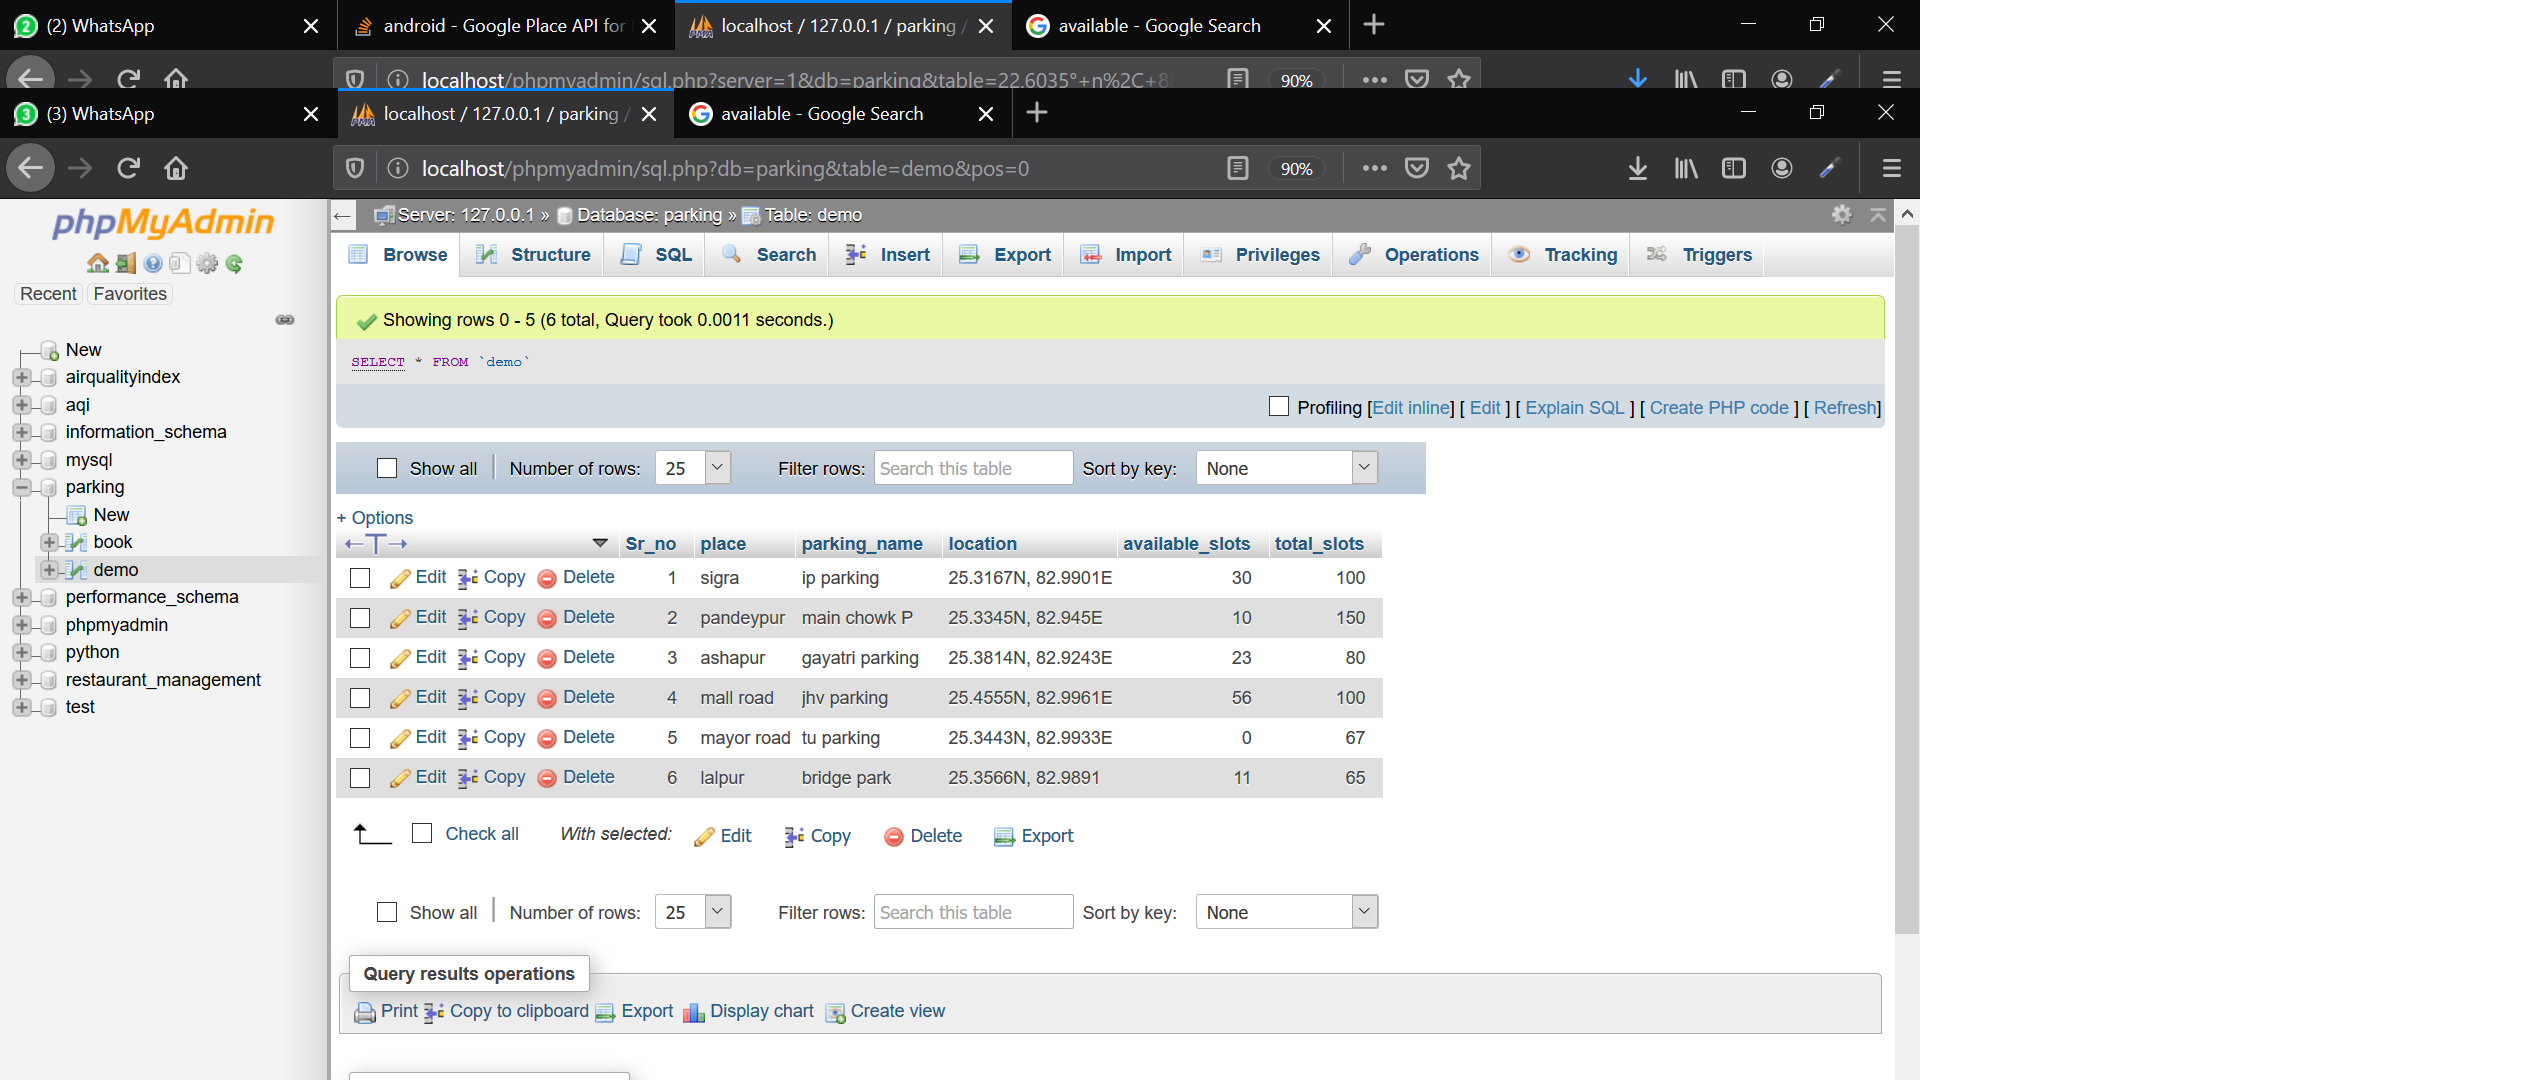 (2) WhatsApp
android - Google Place API for
localhost / 127.0.0.1 / parking /
available - Google Search
localhost/phpmyadmin/sql.php?server=1&db=parking&table=22.6035°+n%2C+8
90%
(3) WhatsApp
localhost / 127.0.0.1 / parking /
available - Google Search
localhost/phpmyadmin/sql.php?db=parking&table=demo&pos=0
90%
phpMyAdmin
Recent Favorites
New
airqualityindex
aqi
information_schema
mysql
parking
New
book
demo
performance_schema
phpmyadmin
python
restaurant_management
test
Server: 127.0.0.1 » Database: parking » Table: demo
Browse Structure SQL Search Insert Export Import Privileges Operations Tracking Triggers
Showing rows 0 - 5 (6 total, Query took 0.0011 seconds.)
SELECT * FROM `demo`
Profiling [Edit inline] [ Edit ] [ Explain SQL ] [ Create PHP code ] [ Refresh]
Show all | Number of rows: 25 Filter rows: Search this table Sort by key: None
+ Options
←T→ Sr_no place parking_name location available_slots total_slots
Edit Copy Delete 1 sigra ip parking 25.3167N, 82.9901E 30 100
Edit Copy Delete 2 pandeypur main chowk P 25.3345N, 82.945E 10 150
Edit Copy Delete 3 ashapur gayatri parking 25.3814N, 82.9243E 23 80
Edit Copy Delete 4 mall road jhv parking 25.4555N, 82.9961E 56 100
Edit Copy Delete 5 mayor road tu parking 25.3443N, 82.9933E 0 67
Edit Copy Delete 6 lalpur bridge park 25.3566N, 82.9891 11 65
Check all With selected: Edit Copy Delete Export
Show all | Number of rows: 25 Filter rows: Search this table Sort by key: None
Query results operations
Print Copy to clipboard Export Display chart Create view